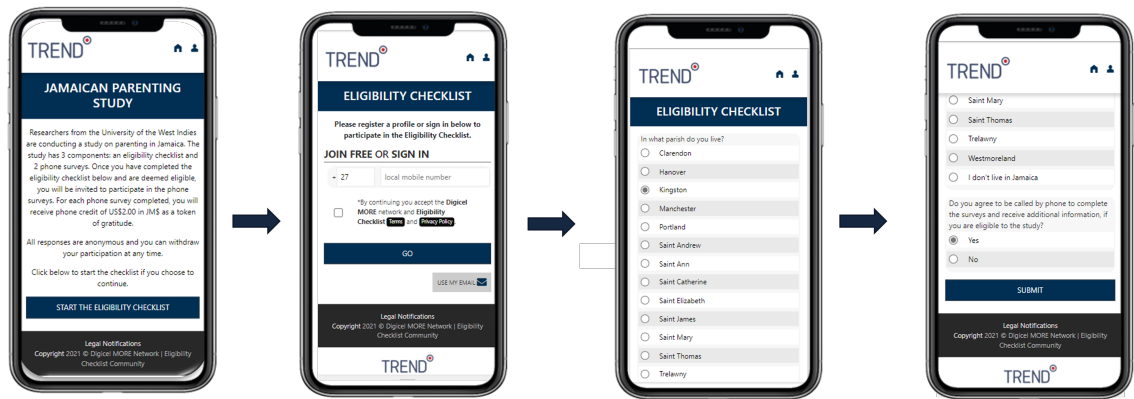 TREND
JAMAICAN PARENTING
STUDY
Researchers from the University of the West Indies
are conducting a study on parenting in Jamaica. The
study has 3 components: an eligibility checklist and
2 phone surveys. Once you have completed the
eligibility checklist below and are deemed eligible,
you will be invited to participate in the phone
surveys. For each phone survey completed, you will
receive phone credit of US$2.00 in JM$ as a token
of gratitude.
All responses are anonymous and you can withdraw
your participation at any time.
Click below to start the checklist if you choose to
continue.
START THE ELIGIBILITY CHECKLIST
Legal Notifications
Copyright 2021 © Digicel MORE Network | Eligibility
Checklist Community
TREND
ELIGIBILITY CHECKLIST
Please register a profile or sign in below to
participate in the Eligibility Checklist.
JOIN FREE OR SIGN IN
+ 27 local mobile number
*By continuing you accept the Digicel
MORE network and Eligibility
Checklist Terms and Privacy Policy
GO
USE MY EMAIL
Legal Notifications
Copyright 2021 © Digicel MORE Network | Eligibility
Checklist Community
TREND
TREND
ELIGIBILITY CHECKLIST
In what parish do you live?
Clarendon
Hanover
Kingston
Manchester
Portland
Saint Andrew
Saint Ann
Saint Catherine
Saint Elizabeth
Saint James
Saint Mary
Saint Thomas
Trelawny
TREND
Saint Mary
Saint Thomas
Trelawny
Westmoreland
I don't live in Jamaica
Do you agree to be called by phone to complete
the surveys and receive additional information, if
you are eligible to the study?
Yes
No
SUBMIT
Legal Notifications
Copyright 2021 © Digicel MORE Network | Eligibility
Checklist Community
TREND